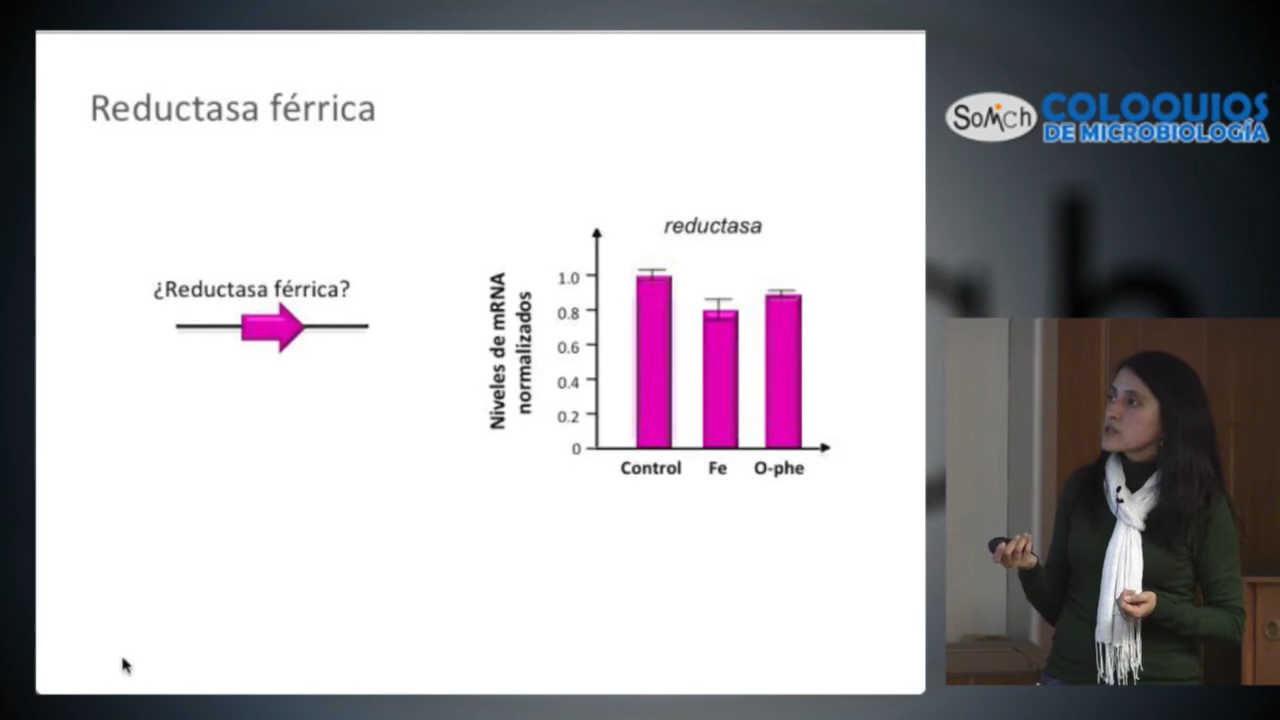 Reductasa férrica
SoMich
COLOQUIOS
DE MICROBIOLOGÍA
¿Reductasa férrica?
reductasa
Niveles de mRNA
normalizados
1.0
0.8
0.6
0.4
0.2
0
Control Fe O-phe